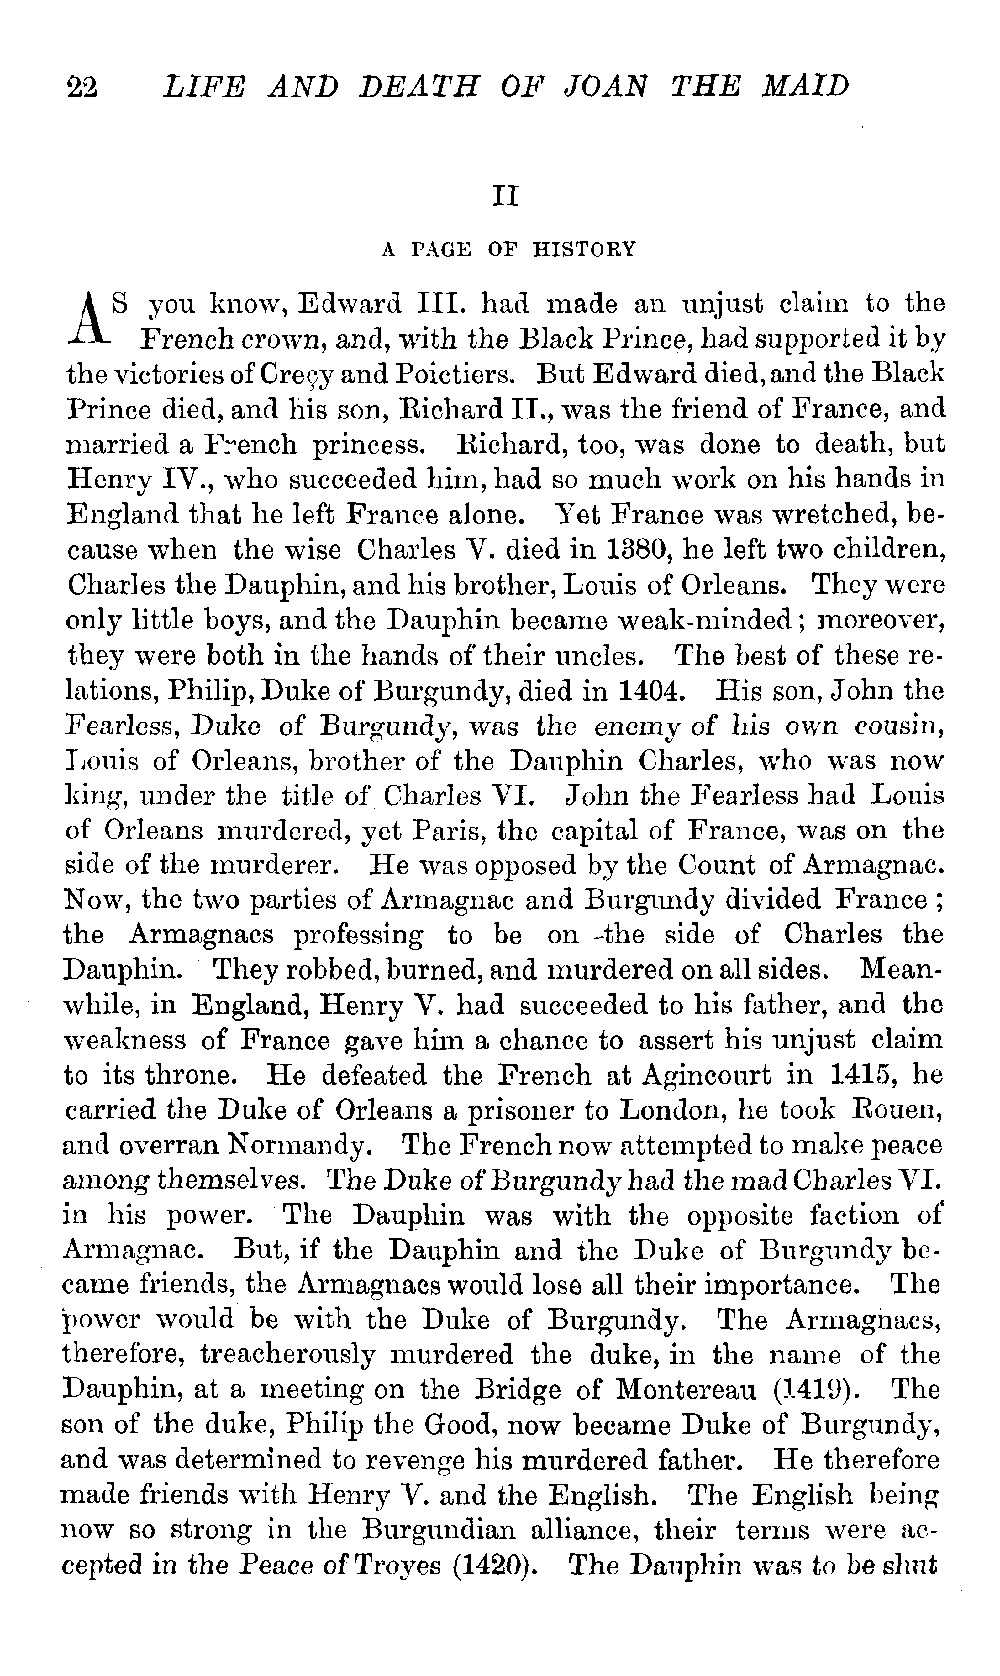 22 LIFE AND DEATH OF JOAN THE MAID
II
A PAGE OF HISTORY
AS you know, Edward III. had made an unjust claim to the
French crown, and, with the Black Prince, had supported it by
the victories of Creçy and Poictiers. But Edward died, and the Black
Prince died, and his son, Richard II., was the friend of France, and
married a French princess. Richard, too, was done to death, but
Henry IV., who succeeded him, had so much work on his hands in
England that he left France alone. Yet France was wretched, be-
cause when the wise Charles V. died in 1380, he left two children,
Charles the Dauphin, and his brother, Louis of Orleans. They were
only little boys, and the Dauphin became weak-minded; moreover,
they were both in the hands of their uncles. The best of these re-
lations, Philip, Duke of Burgundy, died in 1404. His son, John the
Fearless, Duke of Burgundy, was the enemy of his own cousin,
Louis of Orleans, brother of the Dauphin Charles, who was now
king, under the title of Charles VI. John the Fearless had Louis
of Orleans murdered, yet Paris, the capital of France, was on the
side of the murderer. He was opposed by the Count of Armagnac.
Now, the two parties of Armagnac and Burgundy divided France;
the Armagnacs professing to be on the side of Charles the
Dauphin. They robbed, burned, and murdered on all sides. Mean-
while, in England, Henry V. had succeeded to his father, and the
weakness of France gave him a chance to assert his unjust claim
to its throne. He defeated the French at Agincourt in 1415, he
carried the Duke of Orleans a prisoner to London, he took Rouen,
and overran Normandy. The French now attempted to make peace
among themselves. The Duke of Burgundy had the mad Charles VI.
in his power. The Dauphin was with the opposite faction of
Armagnac. But, if the Dauphin and the Duke of Burgundy be-
came friends, the Armagnacs would lose all their importance. The
power would be with the Duke of Burgundy. The Armagnacs,
therefore, treacherously murdered the duke, in the name of the
Dauphin, at a meeting on the Bridge of Montereau (1419). The
son of the duke, Philip the Good, now became Duke of Burgundy,
and was determined to revenge his murdered father. He therefore
made friends with Henry V. and the English. The English being
now so strong in the Burgundian alliance, their terms were ac-
cepted in the Peace of Troyes (1420). The Dauphin was to be shut